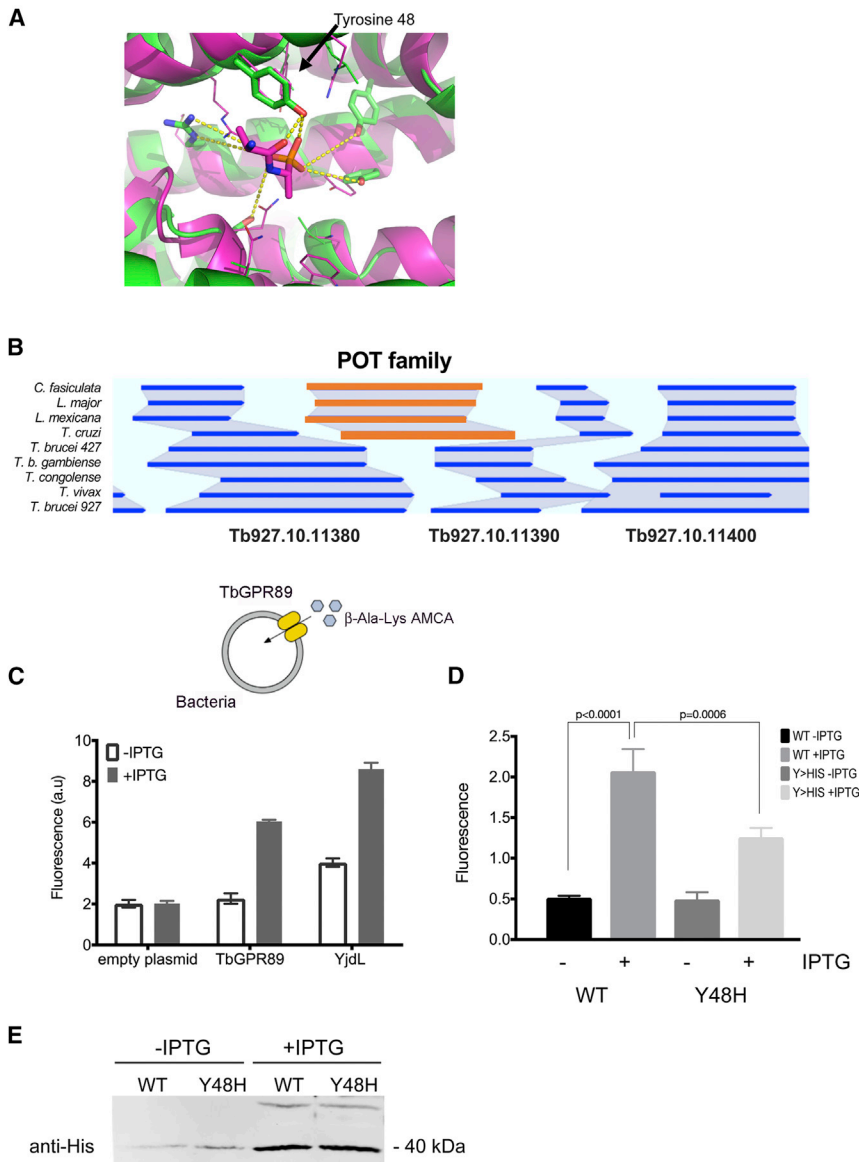 A
Tyrosine 48
B
POT family
C. fasiculata
L. major
L. mexicana
T. cruzi
T. brucei 427
T. b. gambiense
T. congolense
T. vivax
T. brucei 927
Tb927.10.11380 Tb927.10.11390 Tb927.10.11400
TbGPR89
β-Ala-Lys AMCA
Bacteria
C
-IPTG
+IPTG
Fluorescence (a.u)
10
8
6
4
2
0
empty plasmid TbGPR89 YjdL
D
p<0.0001 p=0.0006
WT -IPTG
WT +IPTG
Y>HIS -IPTG
Y>HIS +IPTG
Fluorescence
2.5
2.0
1.5
1.0
0.5
0.0
- + - + IPTG
WT Y48H
E
-IPTG +IPTG
WT Y48H WT Y48H
anti-His - 40 kDa